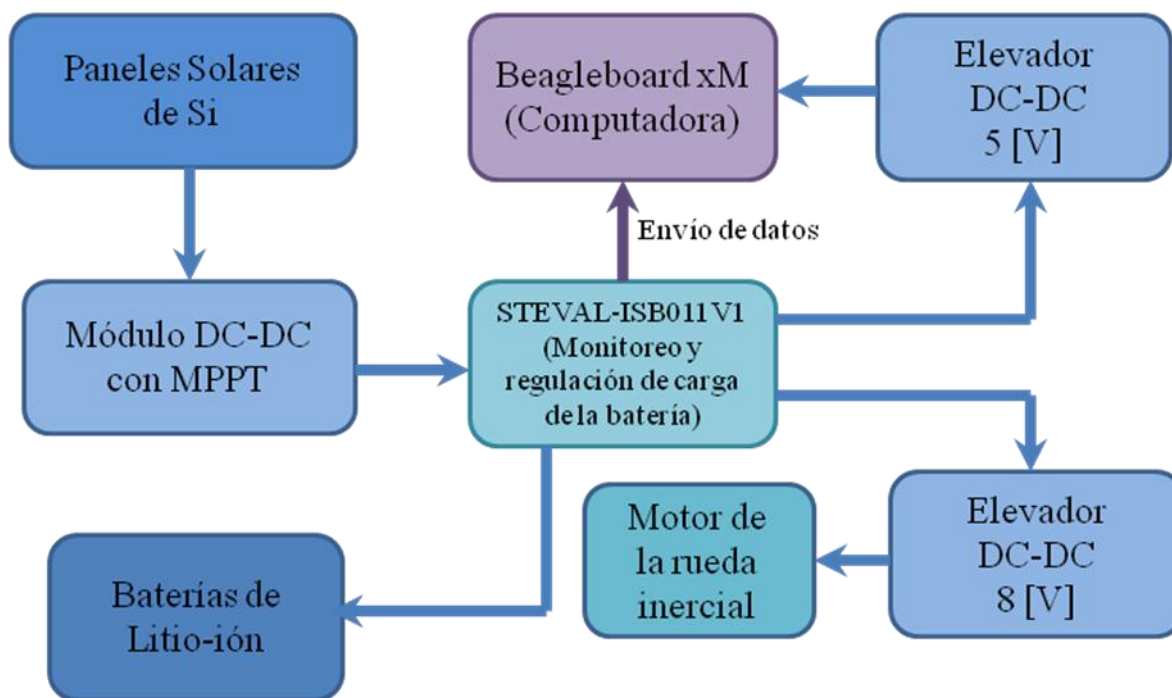 Paneles Solares
de Si
Beagleboard xM
(Computadora)
Elevador
DC-DC
5 [V]
Envío de datos
Módulo DC-DC
con MPPT
STEVAL-ISB011V1
(Monitoreo y
regulación de carga
de la batería)
Baterías de
Litio-ión
Motor de
la rueda
inercial
Elevador
DC-DC
8 [V]